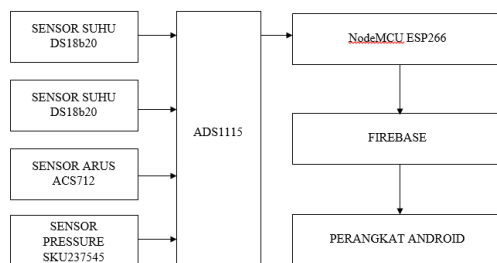 SENSOR SUHU
DS18b20
SENSOR SUHU
DS18b20
SENSOR ARUS
ACS712
SENSOR
PRESSURE
SKU237545
ADS1115
NodeMCU ESP266
FIREBASE
PERANGKAT ANDROID